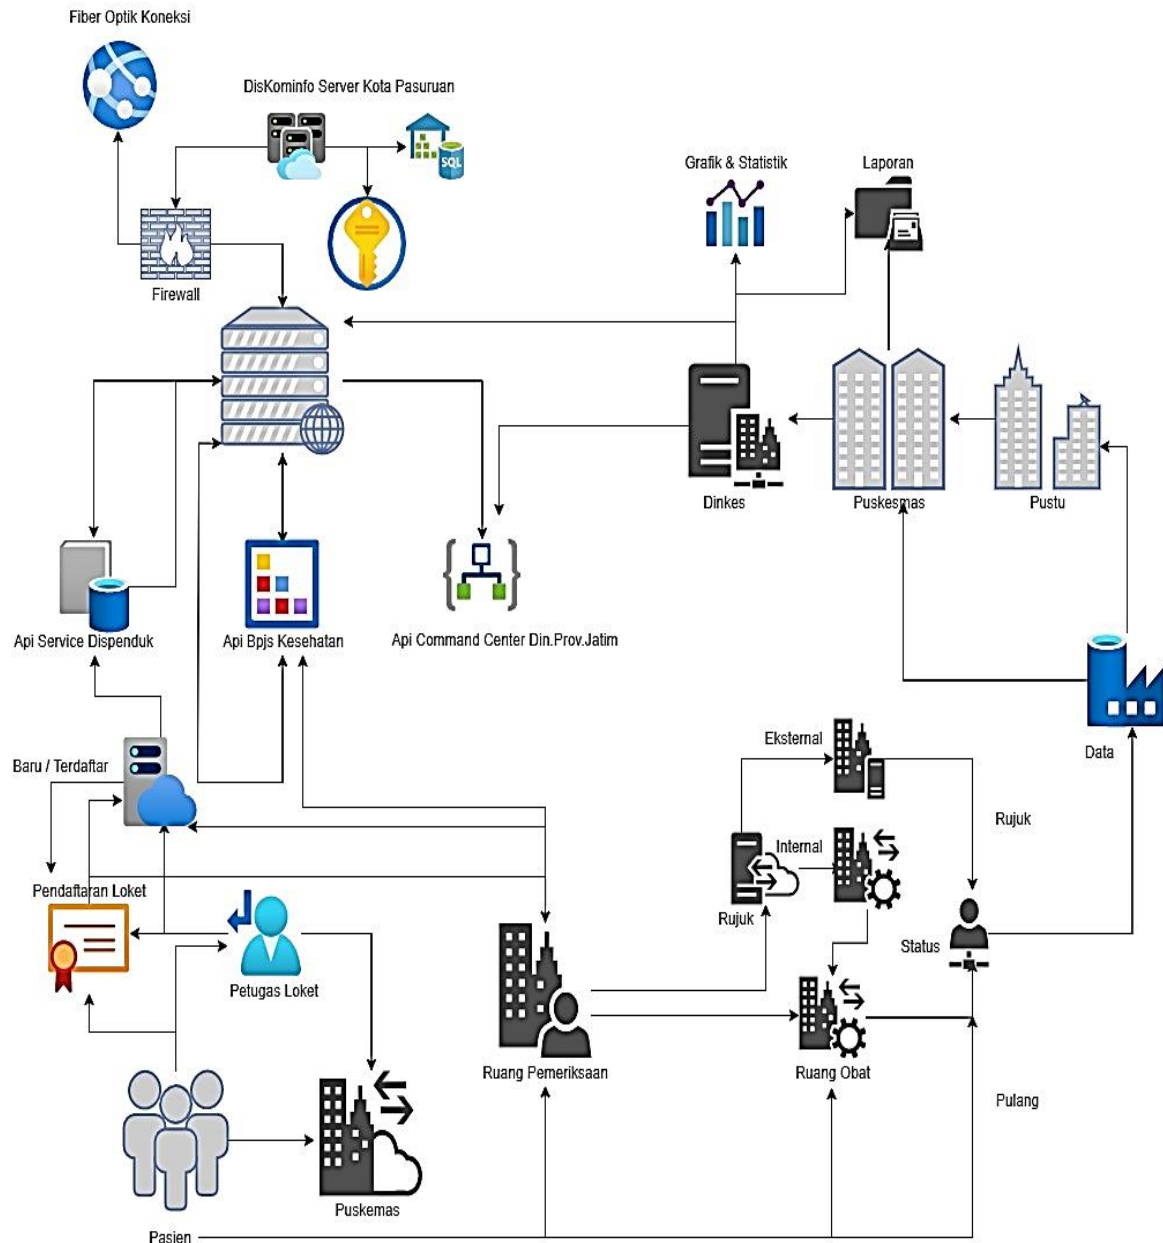 Fiber Optik Koneksi
DisKominfo Server Kota Pasuruan
SQL
Firewall
Grafik & Statistik
Laporan
Dinkes
Puskesmas
Pustu
Api Service Dispenduk
Api Bpjs Kesehatan
Api Command Center Din.Prov.Jatim
Baru / Terdaftar
Eksternal
Data
Rujuk
Internal
Pendaftaran Loket
Rujuk
Status
Petugas Loket
Ruang Pemeriksaan
Ruang Obat
Pulang
Puskemas
Pasien